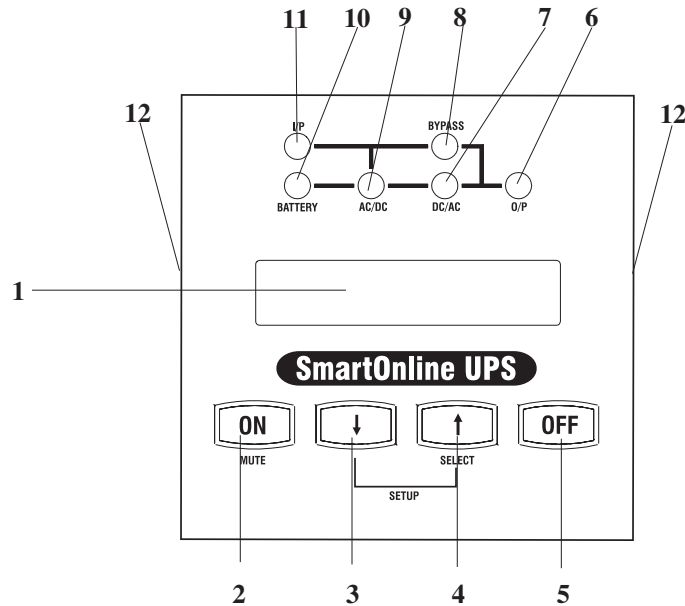 11 10 9 8 7 6
12 12
I/P BYPASS
BATTERY AC/DC DC/AC O/P
1
SmartOnline UPS
ON ↓ ↑ OFF
MUTE SELECT
SETUP
2 3 4 5